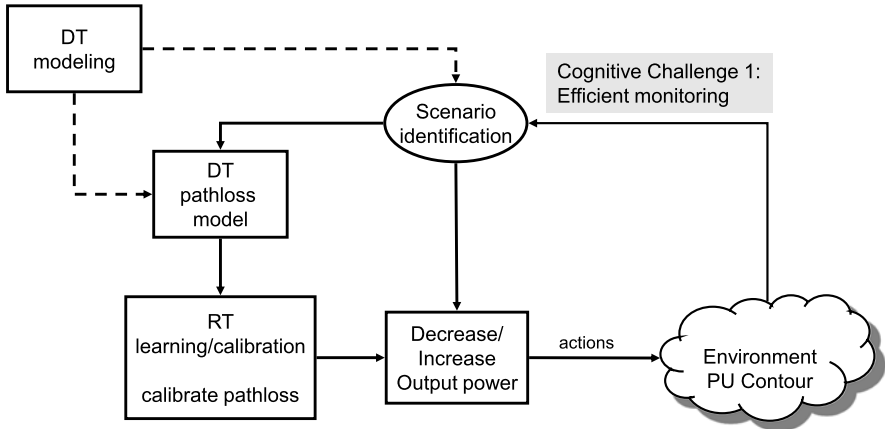 DT
modeling
Cognitive Challenge 1:
Efficient monitoring
Scenario
identification
DT
pathloss
model
RT
learning/calibration
calibrate pathloss
Decrease/
Increase
Output power
actions
Environment
PU Contour